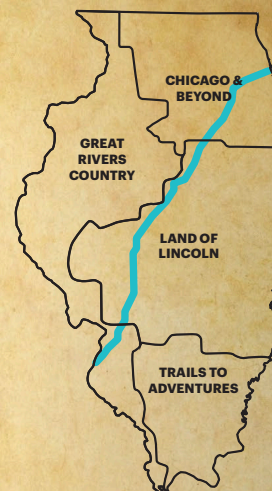 CHICAGO &
BEYOND
GREAT
RIVERS
COUNTRY
LAND OF
LINCOLN
TRAILS TO
ADVENTURES